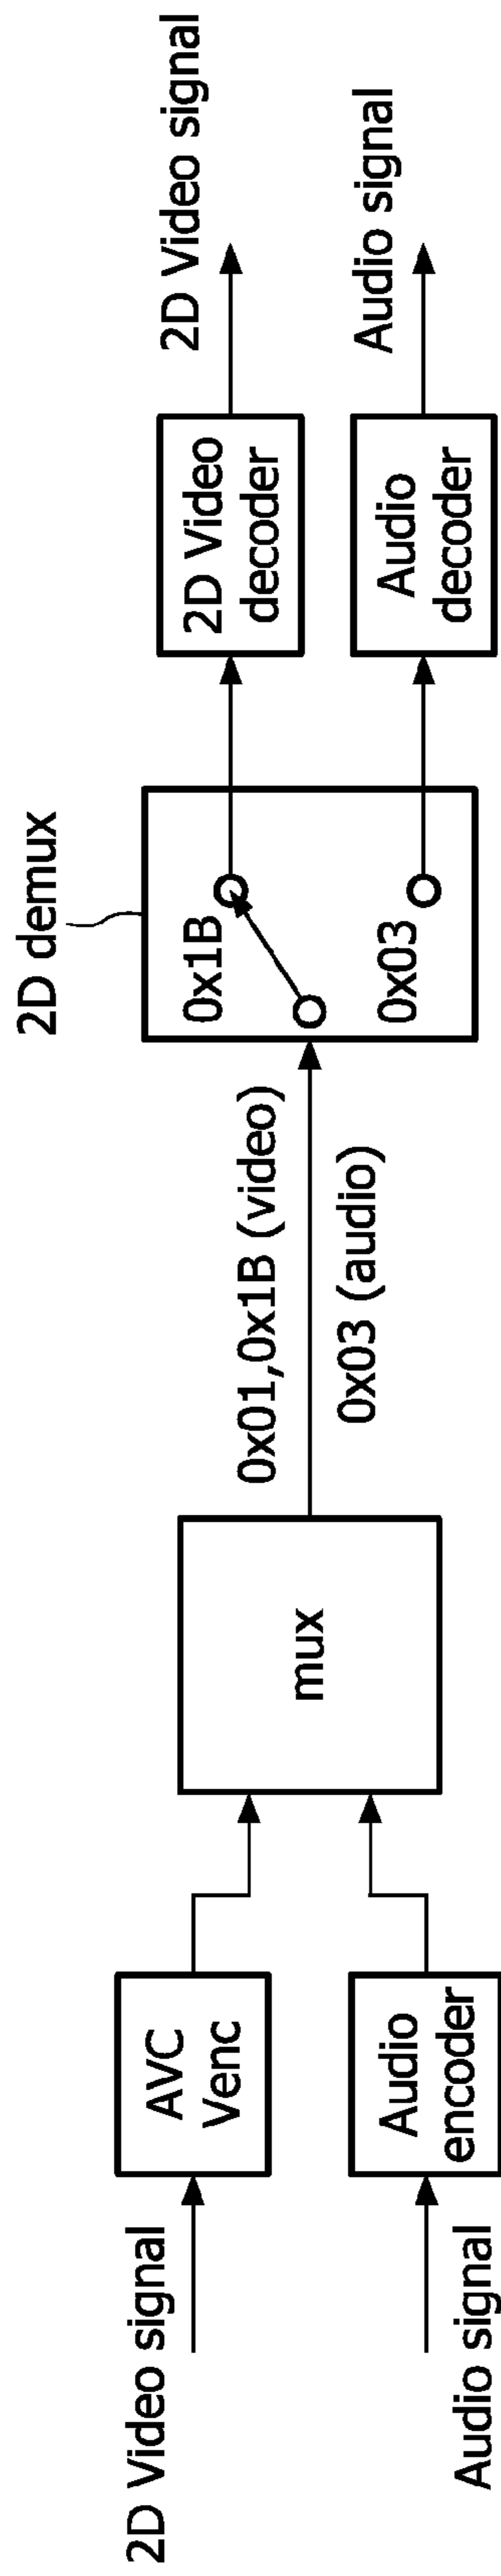 2D Video signal
AVC
Venc
Audio signal
Audio
encoder
mux
0x01,0x1B (video)
0x03 (audio)
2D demux
0x1B
0x03
2D Video
decoder
2D Video signal
Audio
decoder
Audio signal